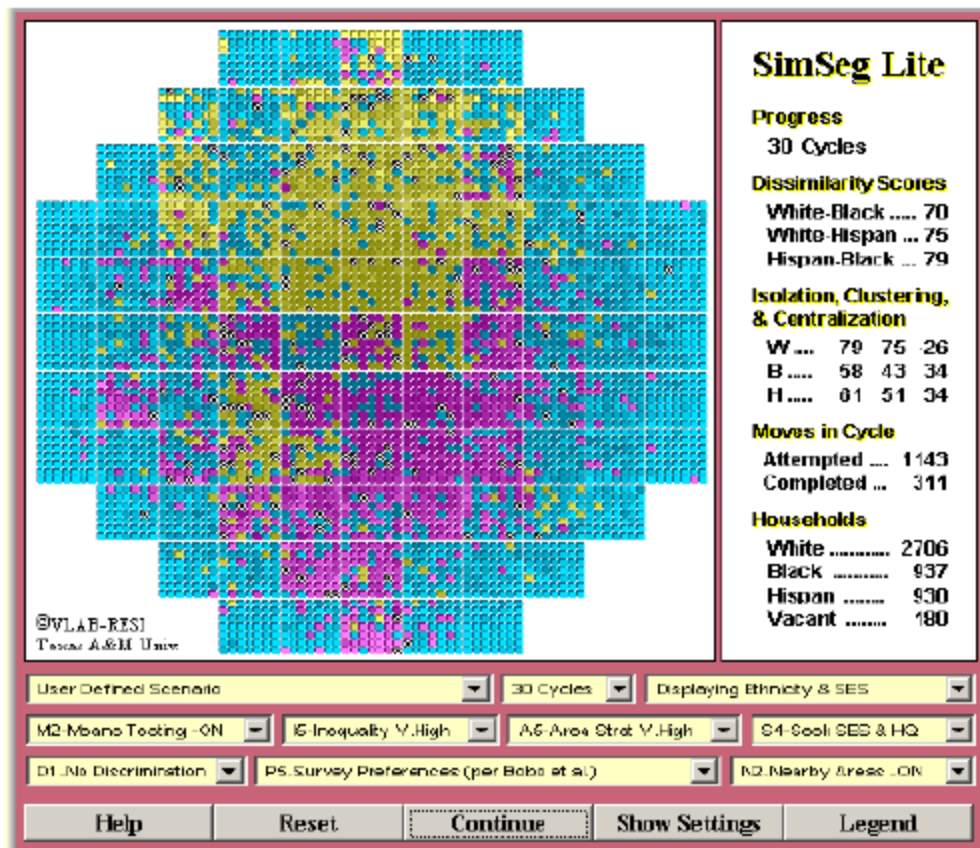 SimSeg Lite
Progress
30 Cycles
Dissimilarity Scores
White-Black ..... 70
White-Hispan ... 75
Hispan-Black ... 79
Isolation, Clustering,
& Centralization
W .... 79 75 -26
B ..... 58 43 34
H ..... 61 51 34
Moves in Cycle
Attempted .... 1143
Completed ... 311
Households
White ............ 2706
Black ........... 937
Hispan ........ 930
Vacant ........ 180
©VLAB-RESI
Texas A&M Univ
User Defined Scenario
30 Cycles
Displaying Ethnicity & SES
M2-Means Testing -ON
I5-Inequality V.High
A5-Area Strat V.High
S4-Seek SES & HQ
D1.No Discrimination
P5.Survey Preferences (per Bobo et al)
N2.Nearby Areas .ON
Help
Reset
Continue
Show Settings
Legend